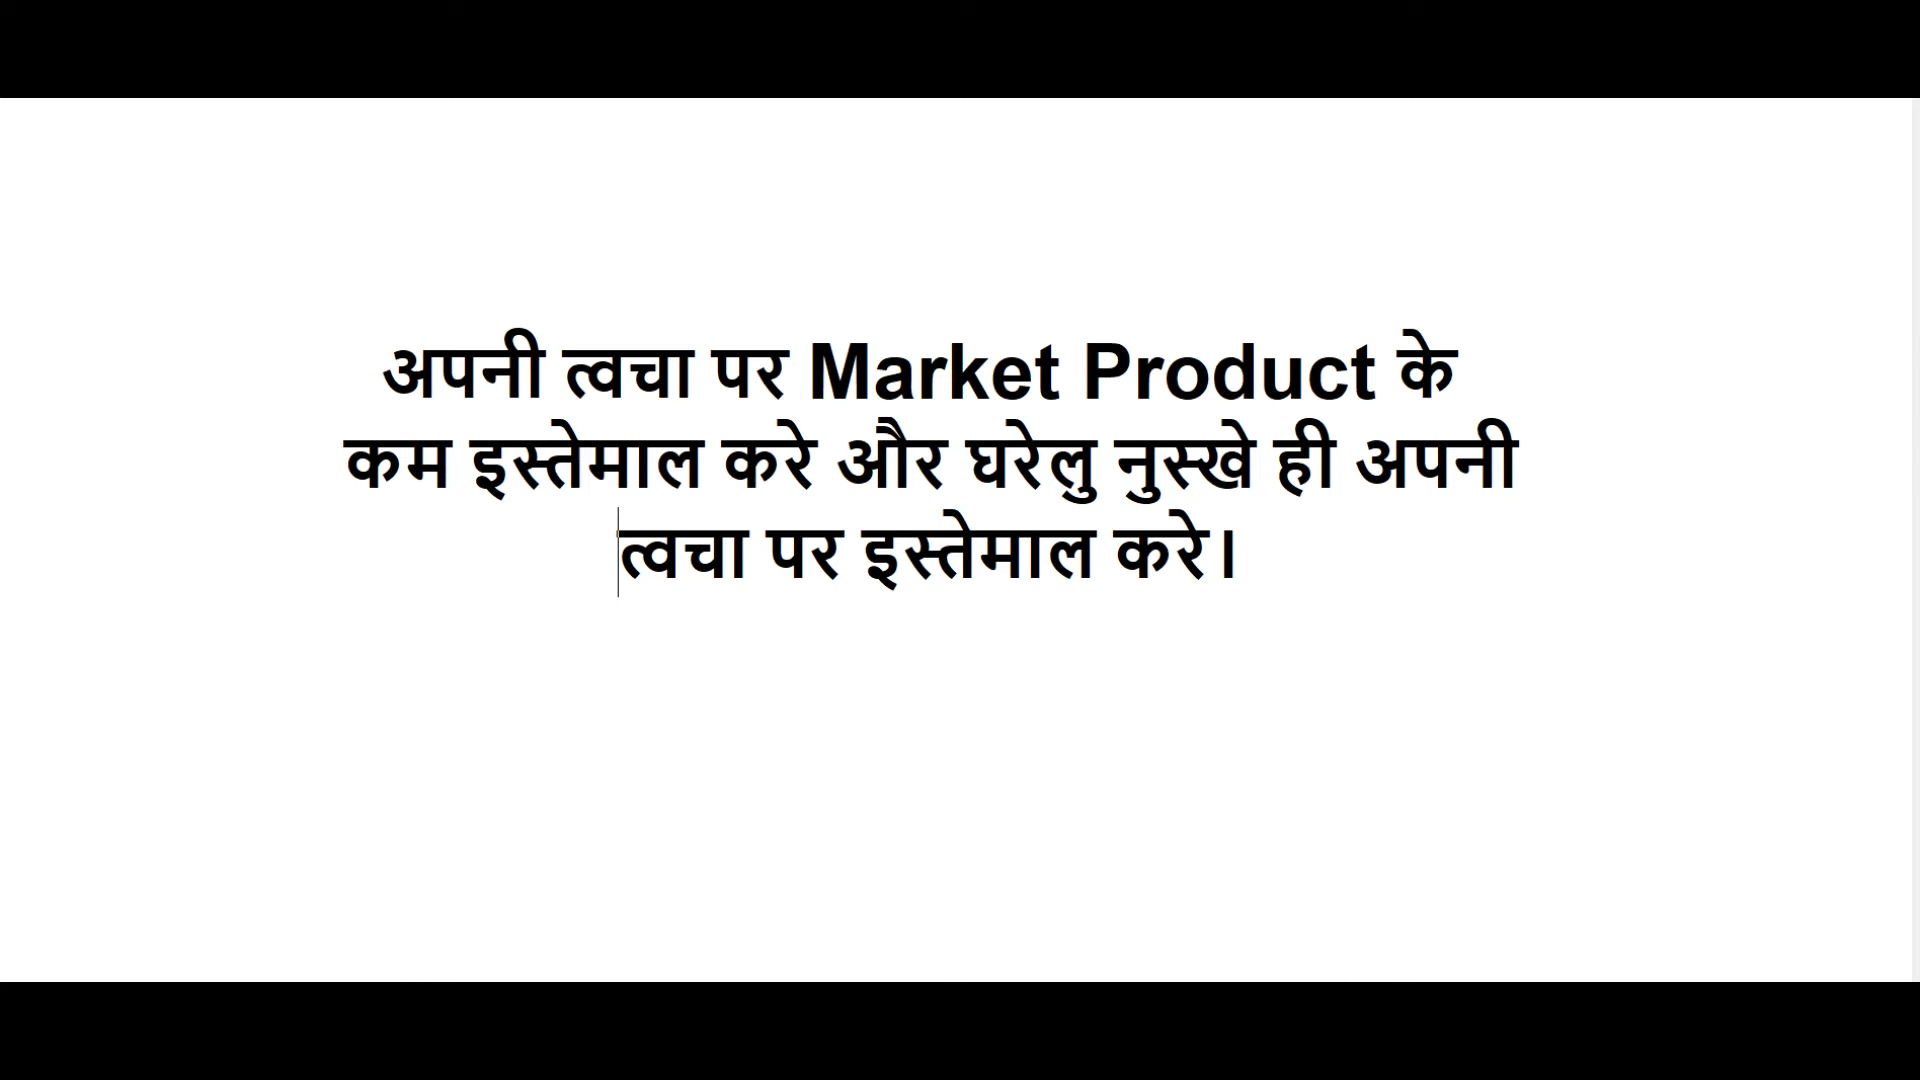 अपनी त्वचा पर Market Product के
कम इस्तेमाल करे और घरेलु नुस्खे ही अपनी
त्वचा पर इस्तेमाल करे।